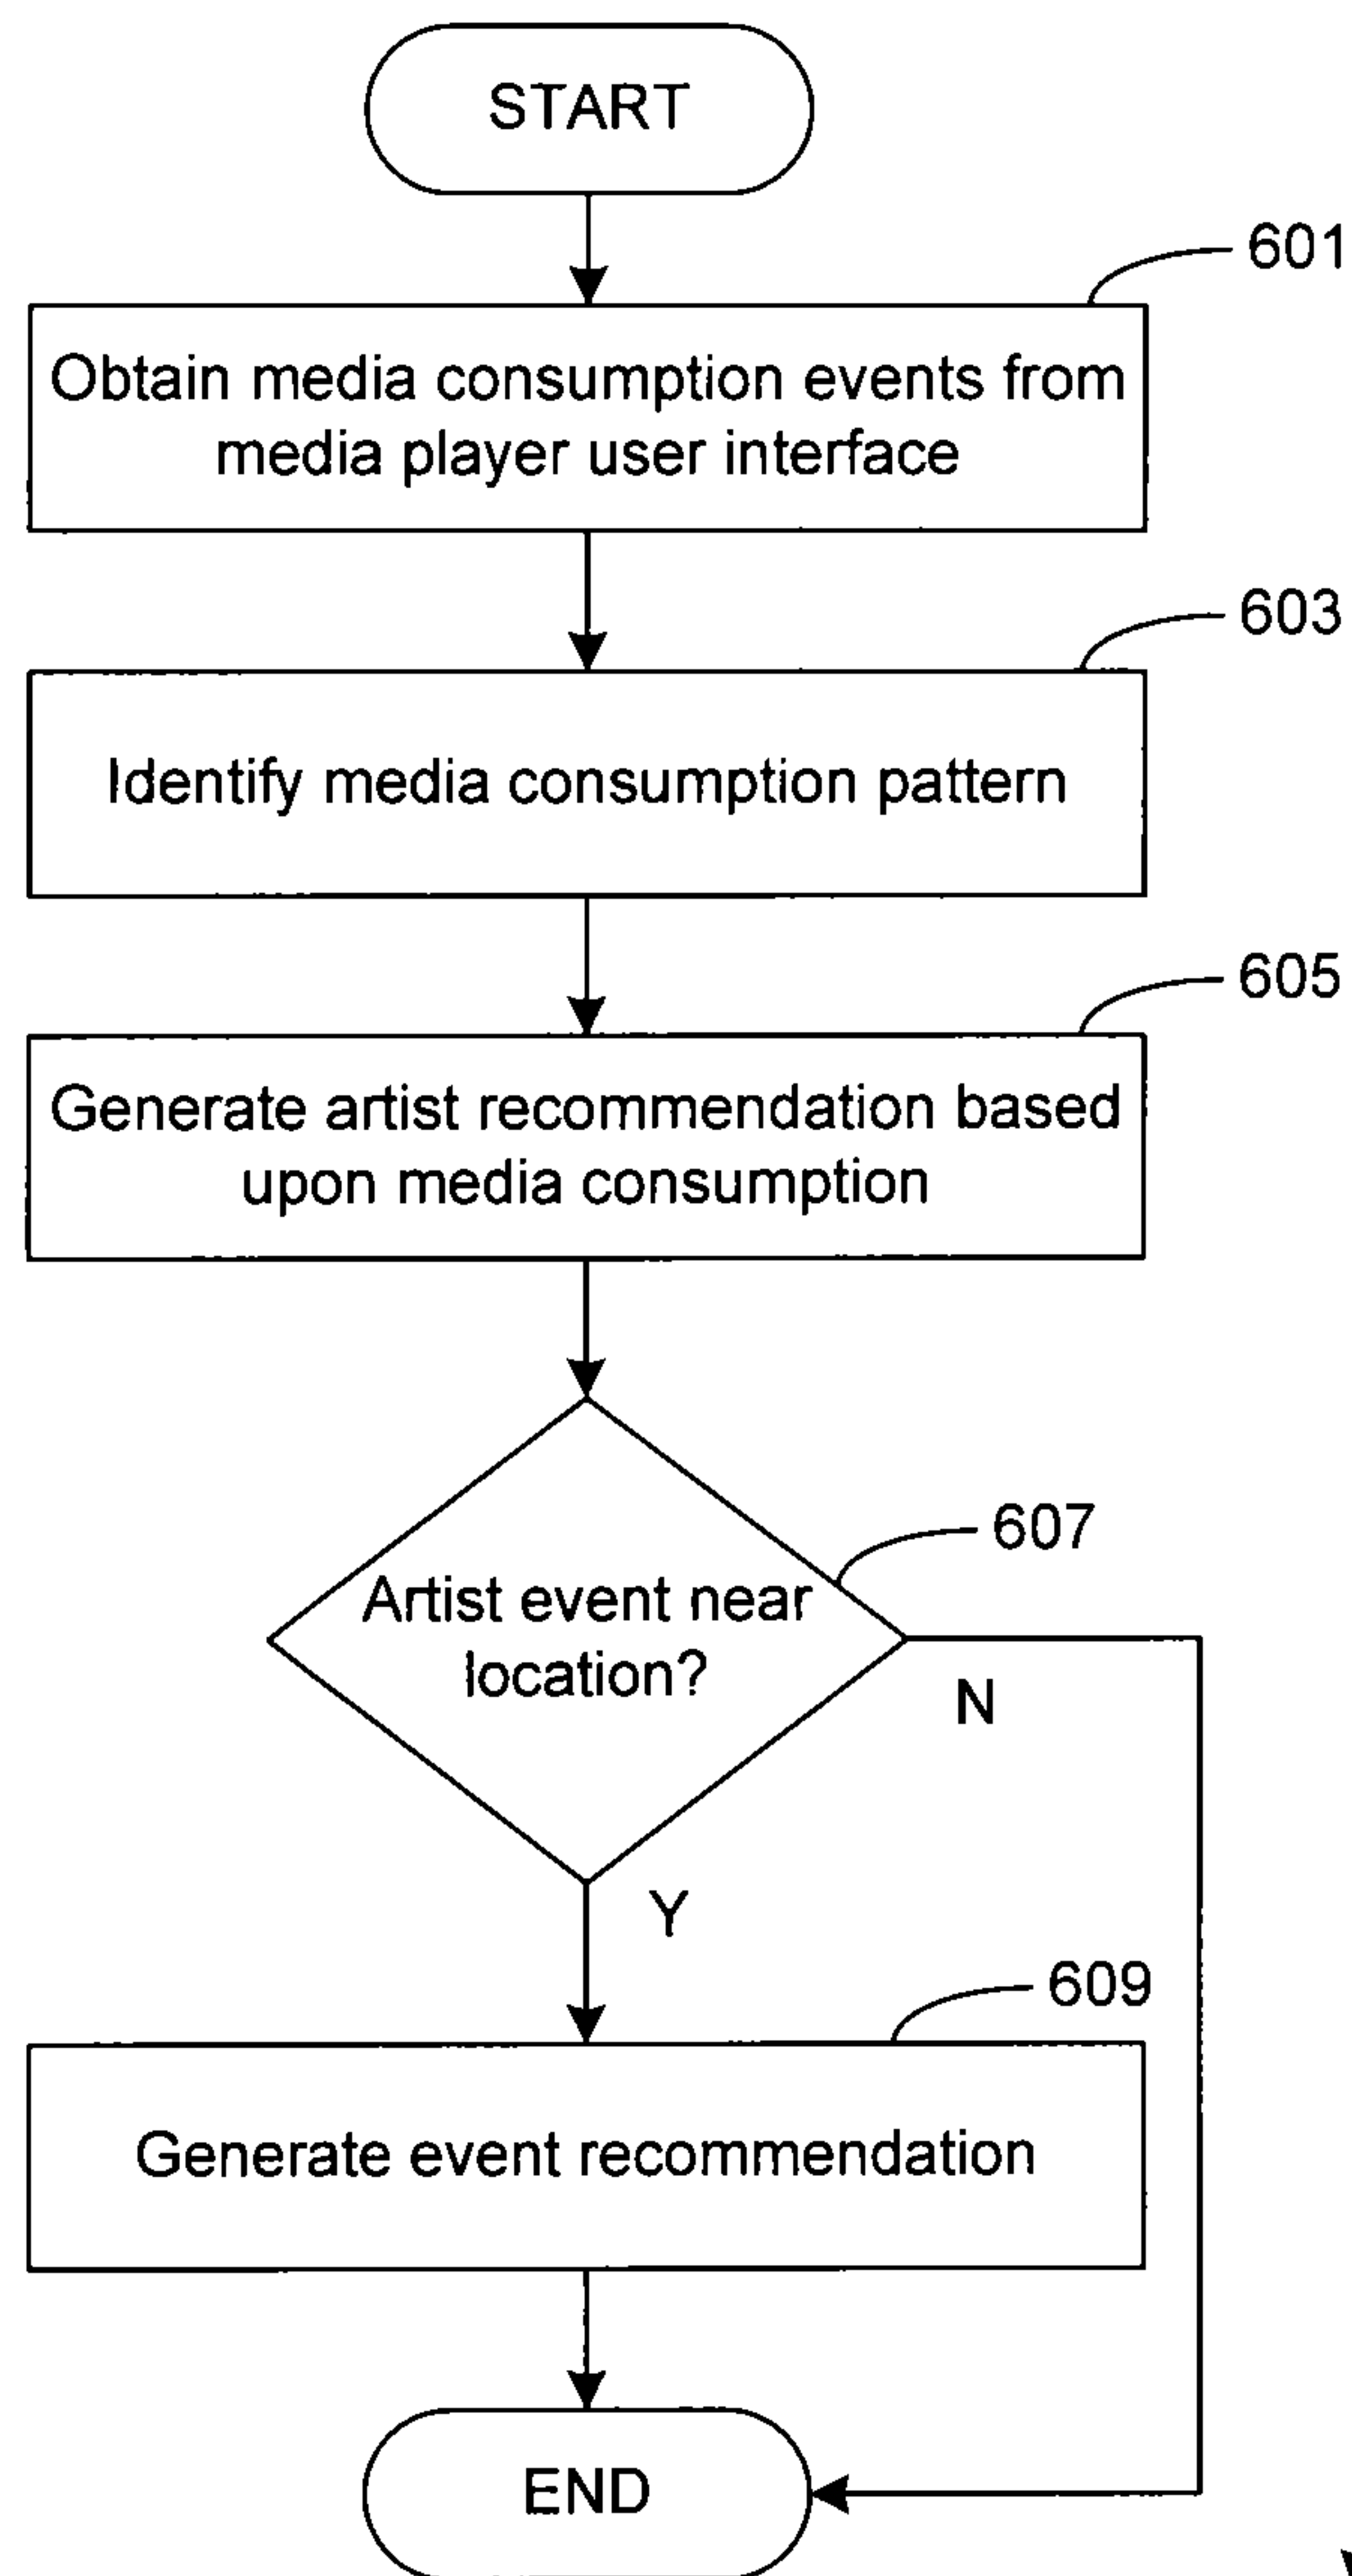 START
601
Obtain media consumption events from
media player user interface
603
Identify media consumption pattern
605
Generate artist recommendation based
upon media consumption
607
Artist event near
location?
N
Y
609
Generate event recommendation
END